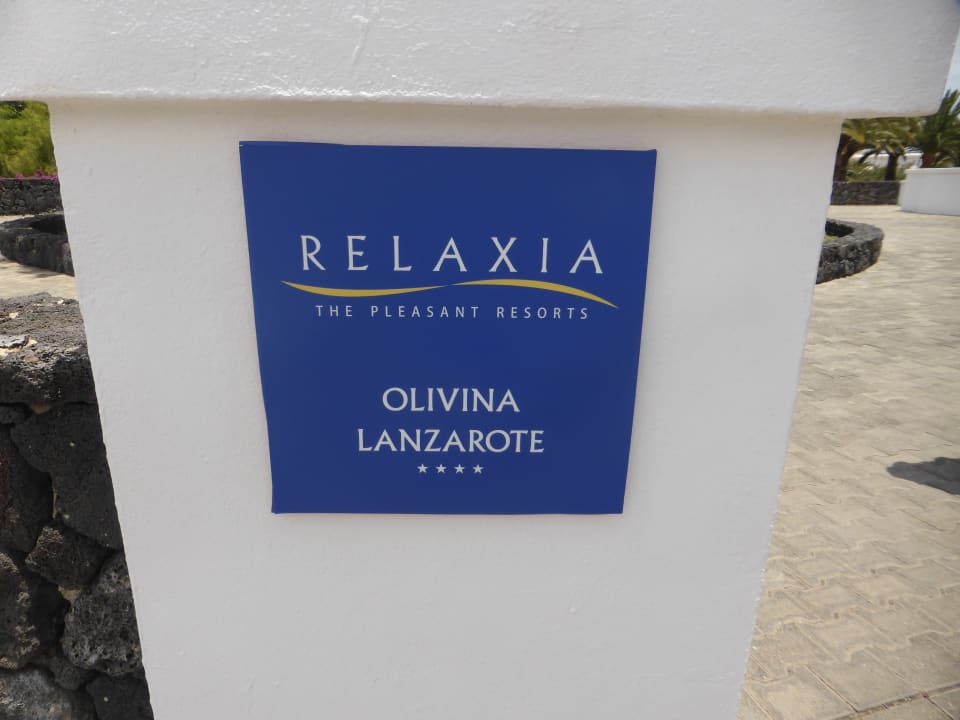 RELAXIA
THE PLEASANT RESORTS
OLIVINA
LANZAROTE
★★★★